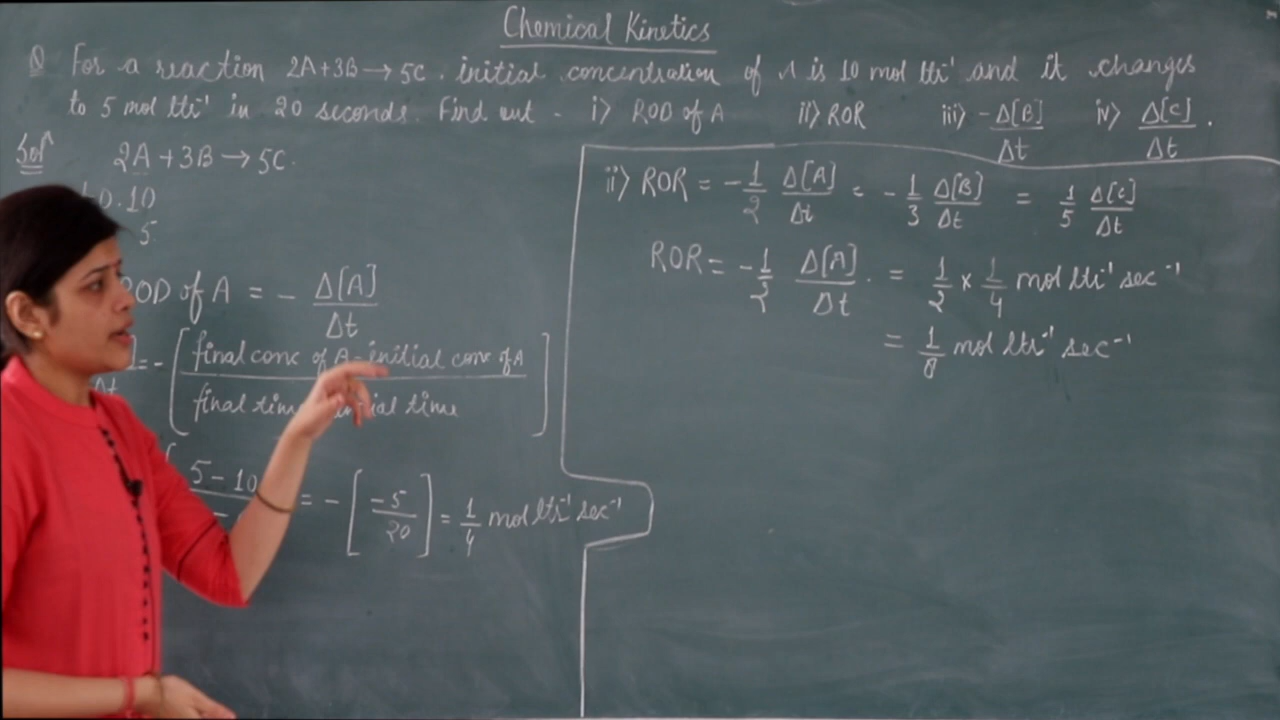 Chemical Kinetics
Q For a reaction 2A+3B→5C. initial concentration of A is 10 mol ltr⁻¹ and it changes
to 5 mol ltr⁻¹ in 20 seconds. Find out - i) ROD of A ii) ROR iii) -Δ[B]/Δt iv) Δ[C]/Δt.
Solⁿ 2A+3B→5C.
10
5
ROD of A = - Δ[A]/Δt
= - [final conc of A - initial conc of A / final time initial time]
5-10 = - [-5/20] = 1/4 mol ltr⁻¹ sec⁻¹
ii) ROR = -1/2 Δ[A]/Δt = -1/3 Δ[B]/Δt = 1/5 Δ[C]/Δt
ROR = -1/2 Δ[A]/Δt. = 1/2 × 1/4 mol ltr⁻¹ sec⁻¹
= 1/8 mol ltr⁻¹ sec⁻¹